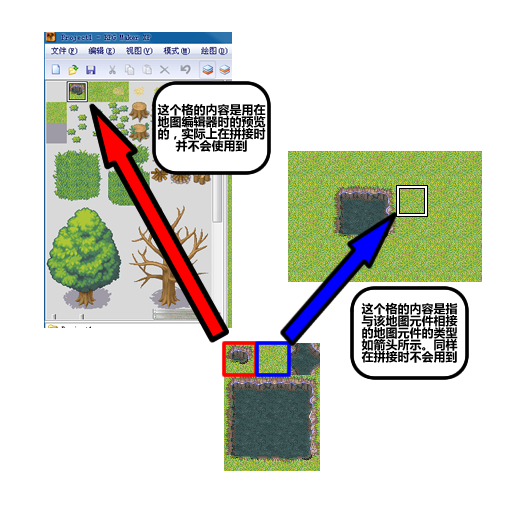 Project1 - RPG Maker XP
文件(F) 编辑(E) 视图(V) 模式(M) 绘图(D)
这个格的内容是用在
地图编辑器时的预览
的，实际上在拼接时
并不会使用到
这个格的内容是指
与该地图元件相接
的地图元件的类型
如箭头所示。同样
在拼接时不会用到